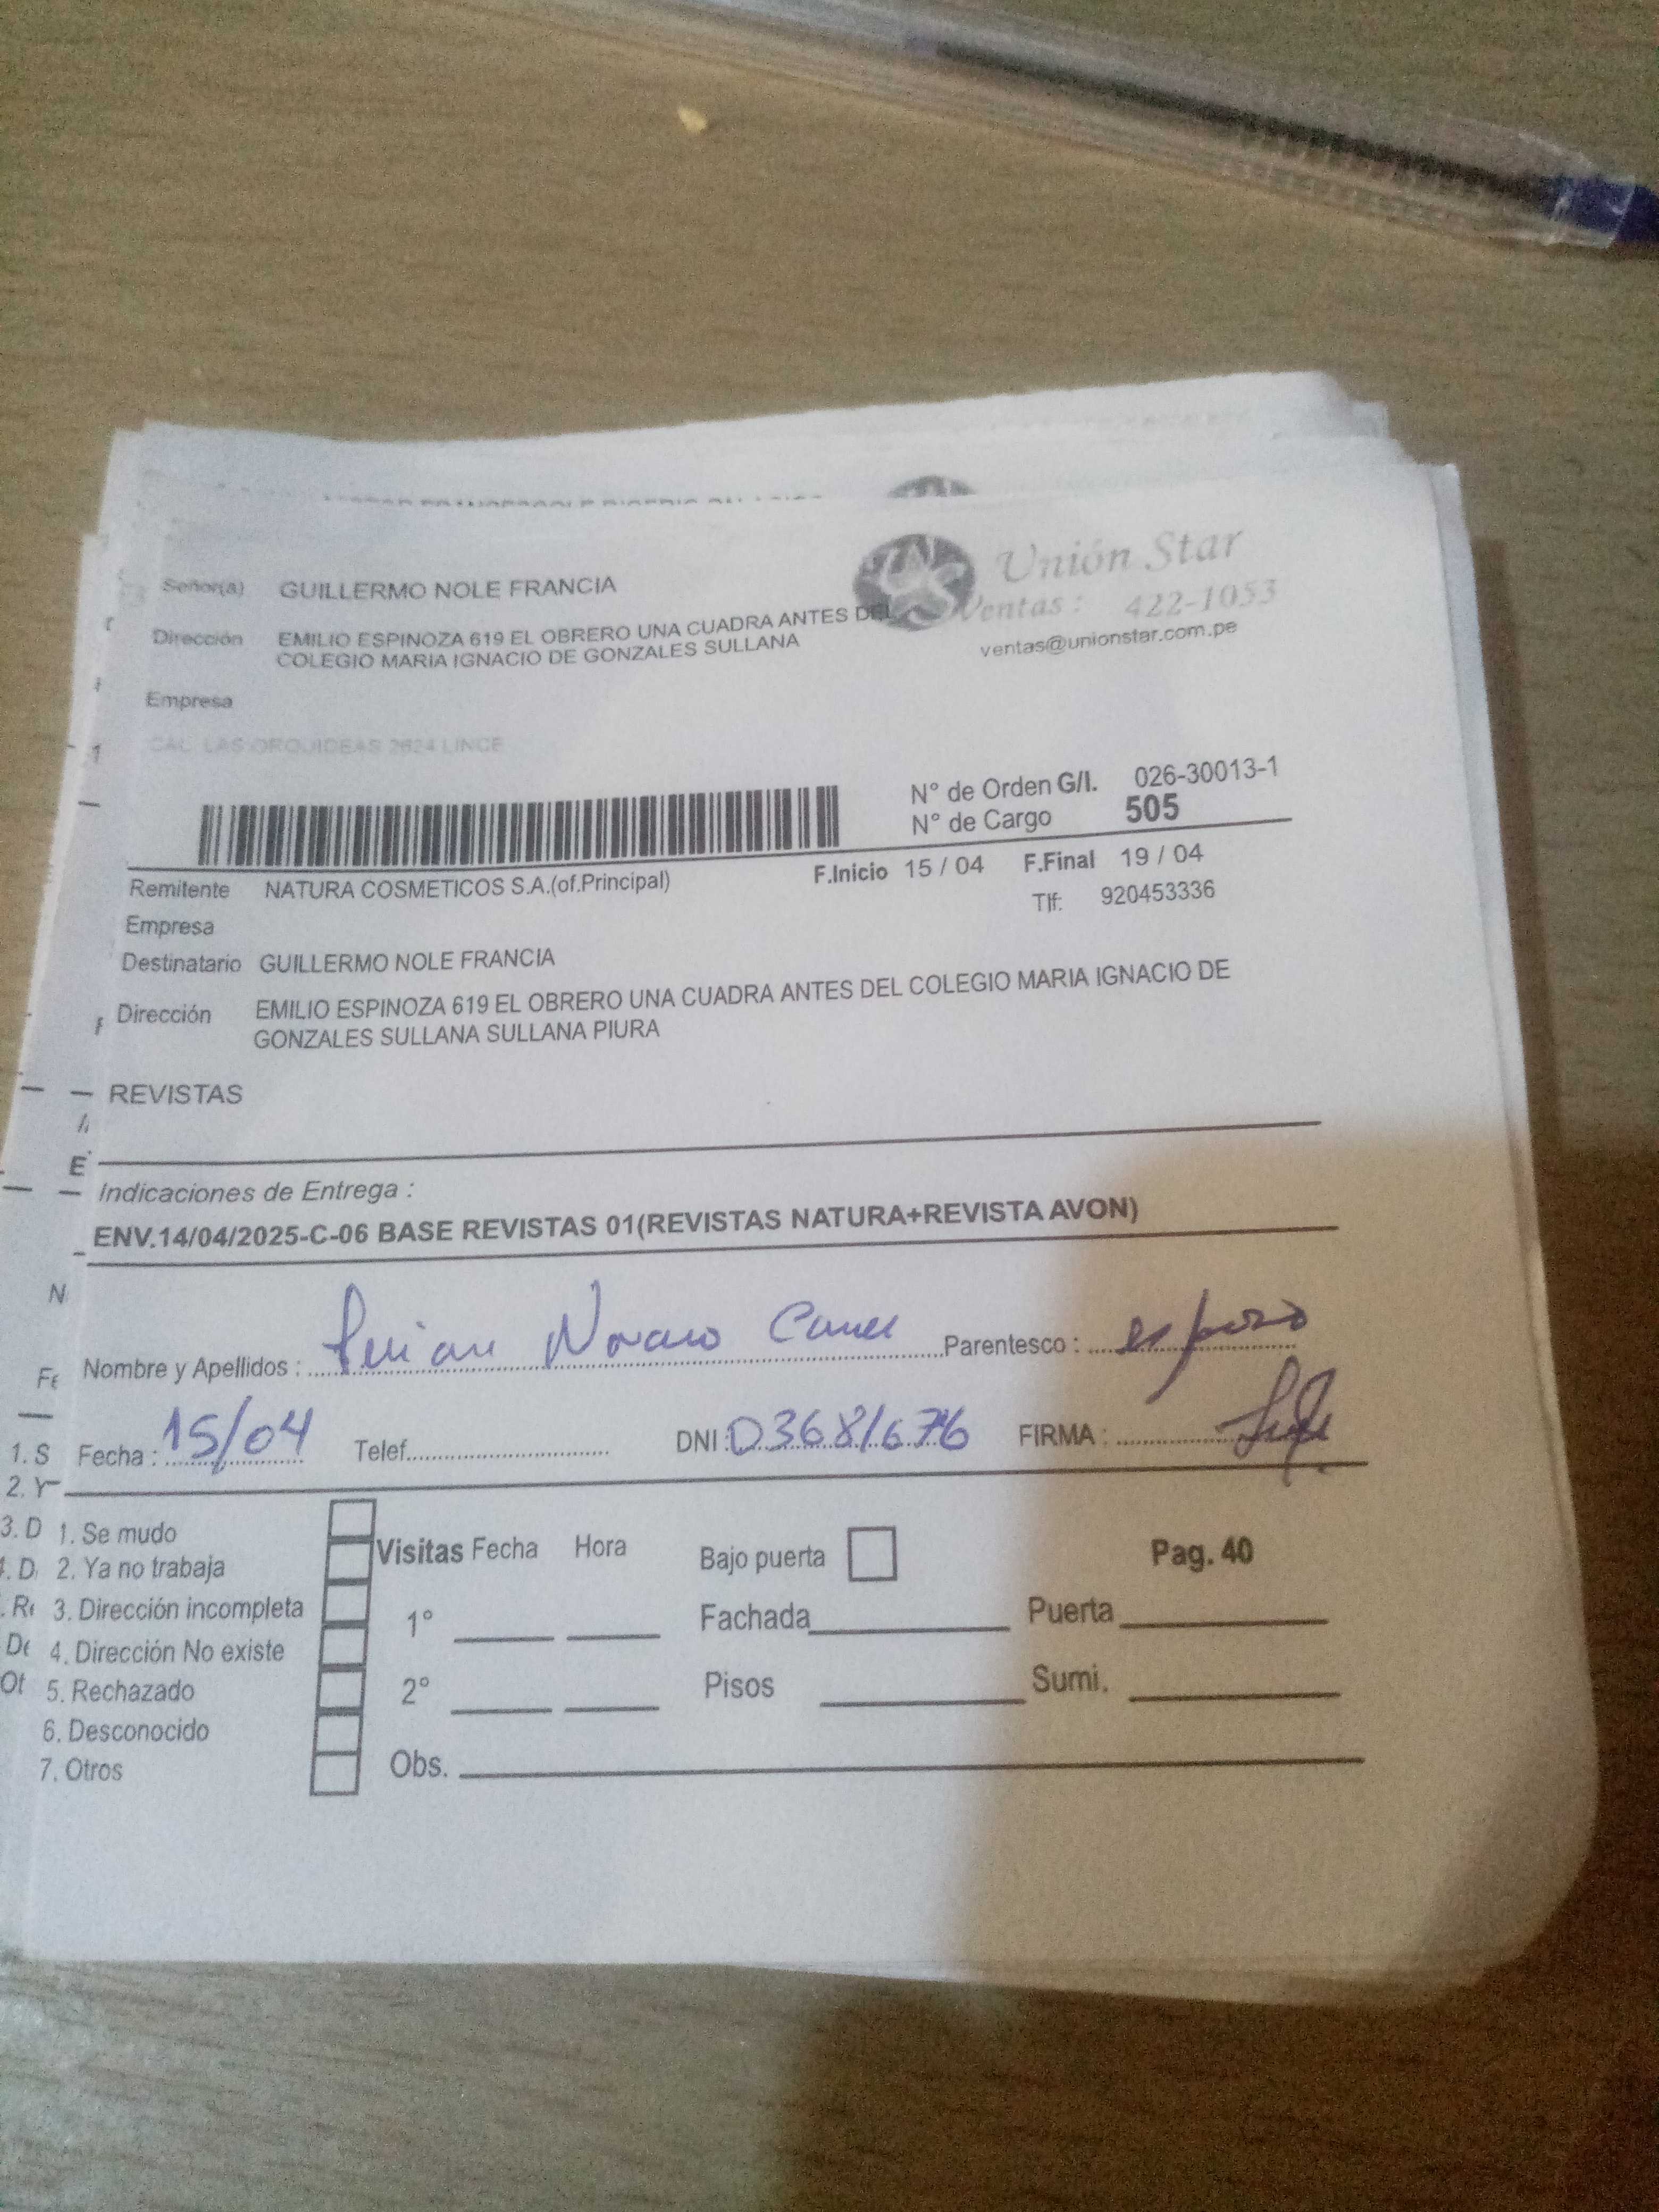 Unión Star
Señor(a) GUILLERMO NOLE FRANCIA
Ventas: 422-1053
Dirección EMILIO ESPINOZA 619 EL OBRERO UNA CUADRA ANTES DEL
COLEGIO MARIA IGNACIO DE GONZALES SULLANA
ventas@unionstar.com.pe
Empresa
CAL. LAS ORQUIDEAS 2624 LINCE
N° de Orden G/I. 026-30013-1
N° de Cargo 505
F.Inicio 15 / 04 F.Final 19 / 04
Remitente NATURA COSMETICOS S.A.(of.Principal)
Tlf: 920453336
Empresa
Destinatario GUILLERMO NOLE FRANCIA
Dirección EMILIO ESPINOZA 619 EL OBRERO UNA CUADRA ANTES DEL COLEGIO MARIA IGNACIO DE
GONZALES SULLANA SULLANA PIURA
REVISTAS
Indicaciones de Entrega :
ENV.14/04/2025-C-06 BASE REVISTAS 01(REVISTAS NATURA+REVISTA AVON)
Nombre y Apellidos : Parentesco : esposo
Fecha : 15/04 Telef. DNI : 03681676 FIRMA :
1. Se mudo
2. Ya no trabaja
3. Dirección incompleta
4. Dirección No existe
5. Rechazado
6. Desconocido
7. Otros
Visitas Fecha Hora Bajo puerta Pag. 40
1° Fachada Puerta
2° Pisos Sumi.
Obs.